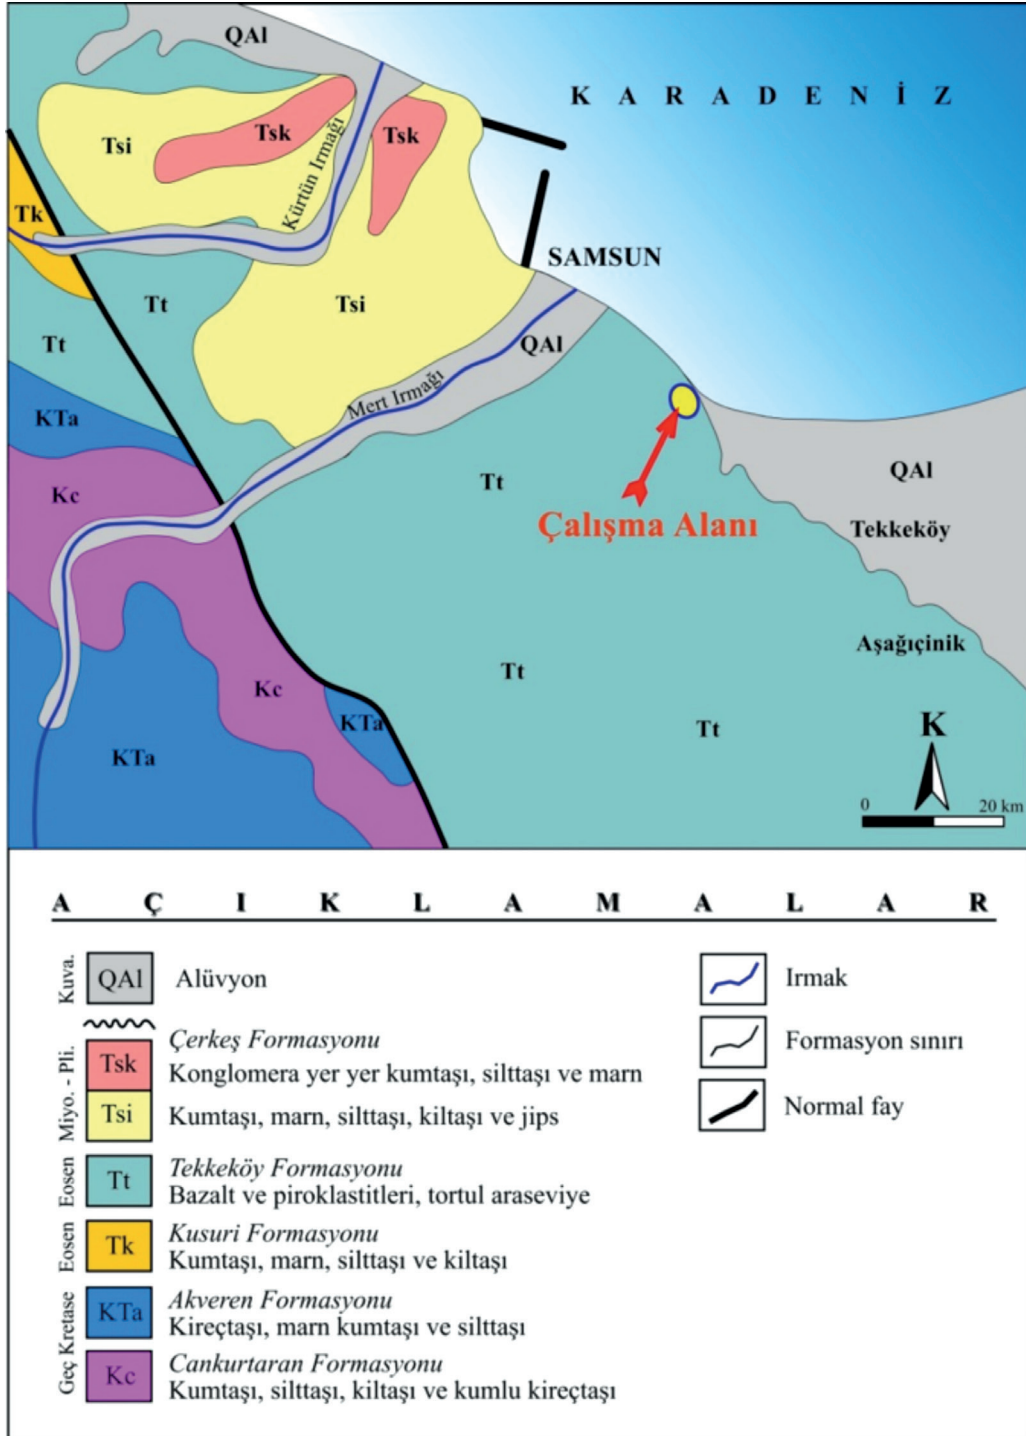 QAl
K A R A D E N İ Z
Tsi
Tsk
Tsk
Kürtün Irmağı
Tk
SAMSUN
Tt
Tsi
Tt
QAl
Mert Irmağı
KTa
QAl
Kc
Tt
Çalışma Alanı
Tekkeköy
Aşağıçinik
Tt
Kc
KTa
Tt
K
KTa
0 20 km
A Ç I K L A M A L A R
Kuva.
QAl Alüvyon
Miyo. - Pli.
Çerkeş Formasyonu
Tsk Konglomera yer yer kumtaşı, silttaşı ve marn
Tsi Kumtaşı, marn, silttaşı, kiltaşı ve jips
Eosen
Tekkeköy Formasyonu
Tt Bazalt ve piroklastitleri, tortul araseviye
Eosen
Kusuri Formasyonu
Tk Kumtaşı, marn, silttaşı ve kiltaşı
Geç Kretase
Akveren Formasyonu
KTa Kireçtaşı, marn kumtaşı ve silttaşı
Cankurtaran Formasyonu
Kc Kumtaşı, silttaşı, kiltaşı ve kumlu kireçtaşı
Irmak
Formasyon sınırı
Normal fay